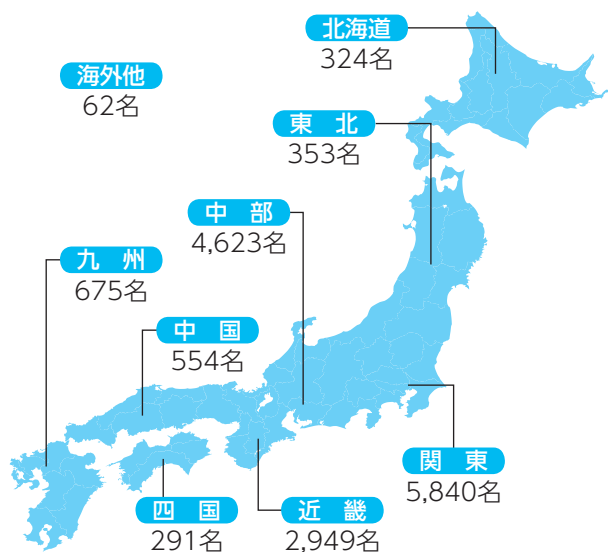 北海道
324名
海外他
62名
東 北
353名
中 部
4,623名
九 州
675名
中 国
554名
関 東
5,840名
四 国
291名
近 畿
2,949名